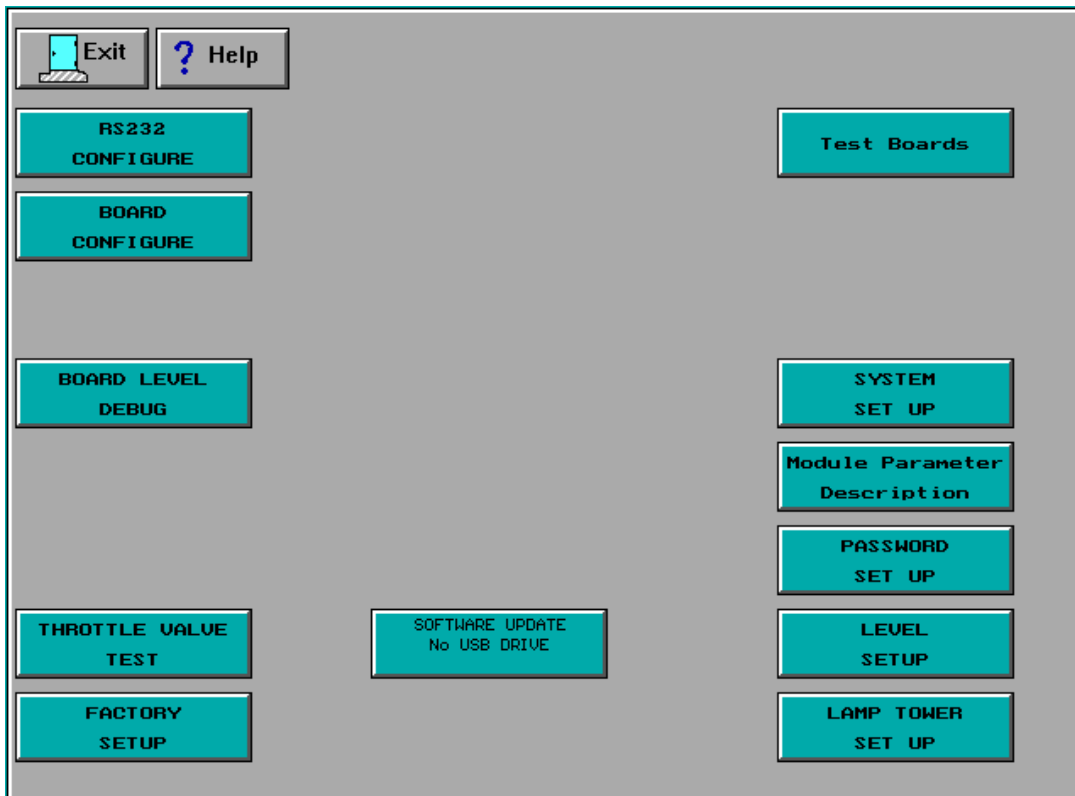 Exit
Help
RS232
CONFIGURE
Test Boards
BOARD
CONFIGURE
BOARD LEVEL
DEBUG
SYSTEM
SET UP
Module Parameter
Description
PASSWORD
SET UP
THROTTLE VALVE
TEST
SOFTWARE UPDATE
No USB DRIVE
LEVEL
SETUP
FACTORY
SETUP
LAMP TOWER
SET UP